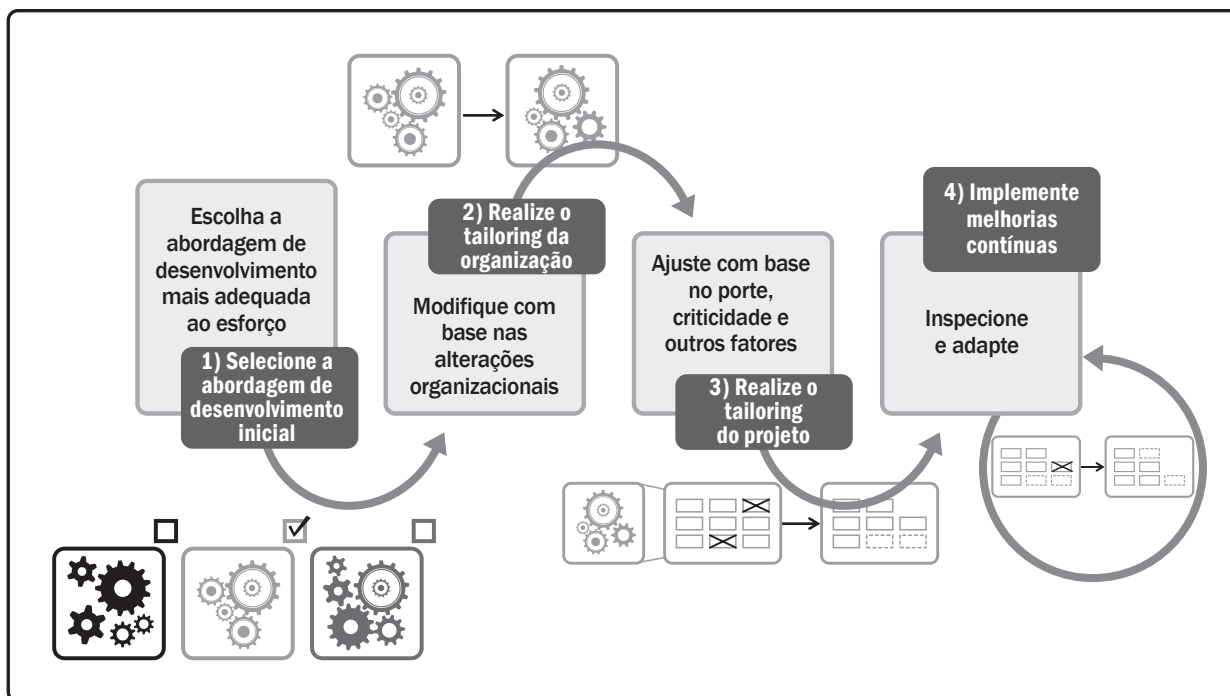 Escolha a
abordagem de
desenvolvimento
mais adequada
ao esforço
1) Selecione a
abordagem de
desenvolvimento
inicial
2) Realize o
tailoring da
organização
Modifique com
base nas
alterações
organizacionais
Ajuste com base
no porte,
criticidade e
outros fatores
3) Realize o
tailoring
do projeto
4) Implemente
melhorias
contínuas
Inspecione
e adapte